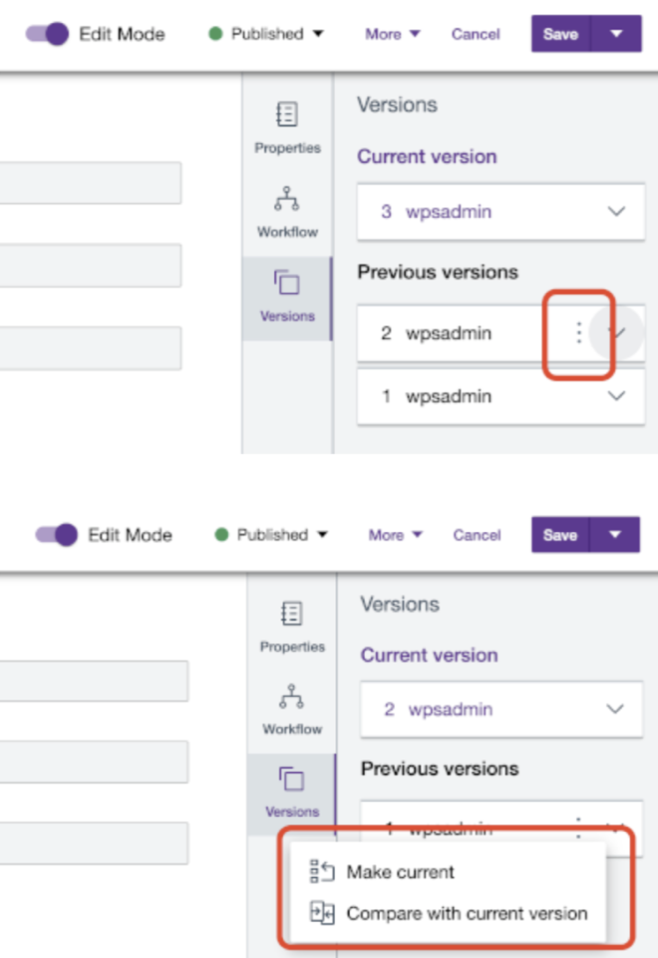 Edit Mode Published More Cancel Save
Versions
Properties
Current version
3 wpsadmin
Workflow
Previous versions
Versions
2 wpsadmin
1 wpsadmin
Edit Mode Published More Cancel Save
Versions
Properties
Current version
2 wpsadmin
Workflow
Previous versions
Versions
1 wpsadmin
Make current
Compare with current version